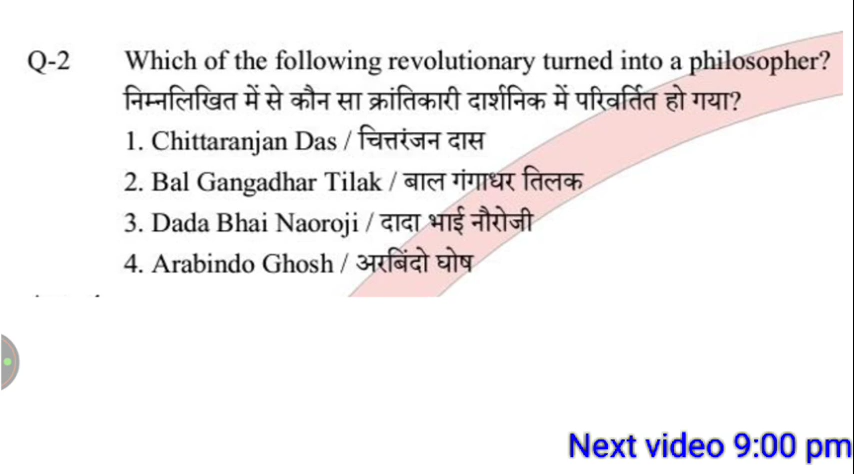 Q-2 Which of the following revolutionary turned into a philosopher?
निम्नलिखित में से कौन सा क्रांतिकारी दार्शनिक में परिवर्तित हो गया?
1. Chittaranjan Das / चित्तरंजन दास
2. Bal Gangadhar Tilak / बाल गंगाधर तिलक
3. Dada Bhai Naoroji / दादा भाई नौरोजी
4. Arabindo Ghosh / अरबिंदो घोष
Next video 9:00 pm